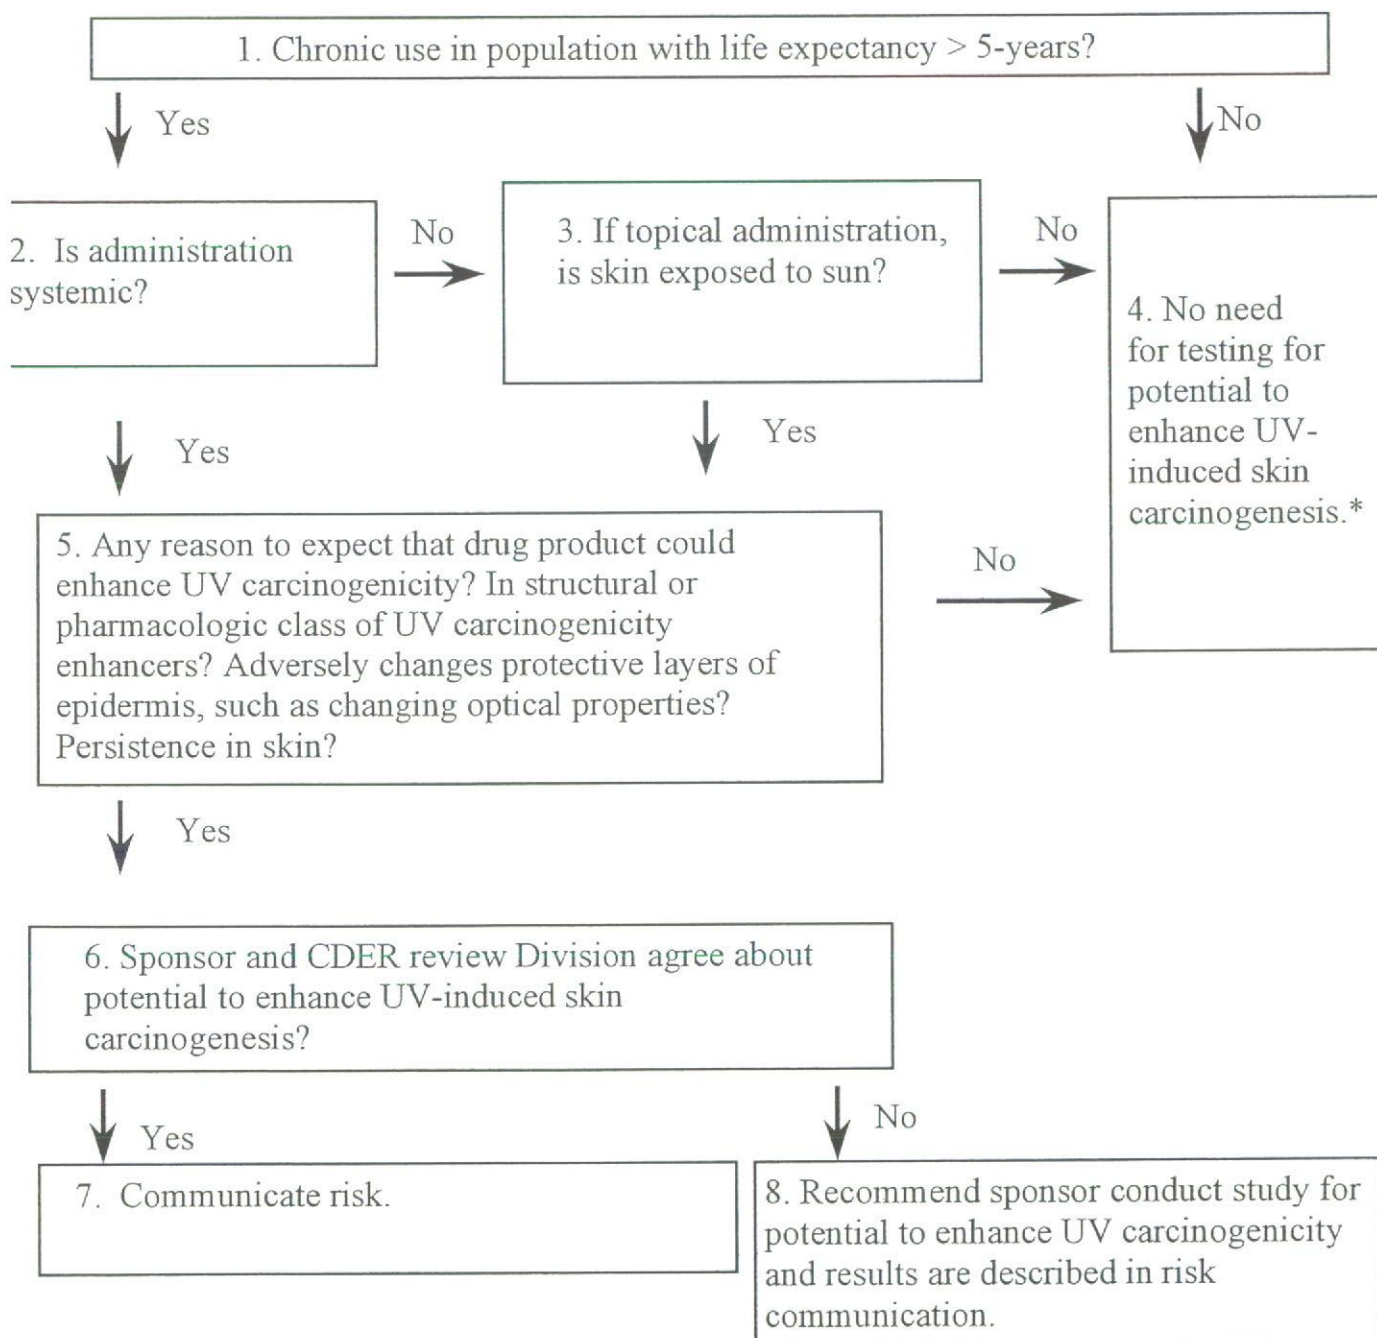 1. Chronic use in population with life expectancy > 5-years?
Yes
No
2. Is administration
systemic?
No
3. If topical administration,
is skin exposed to sun?
No
4. No need
for testing for
potential to
enhance UV-
induced skin
carcinogenesis.*
Yes
Yes
5. Any reason to expect that drug product could
enhance UV carcinogenicity? In structural or
pharmacologic class of UV carcinogenicity
enhancers? Adversely changes protective layers of
epidermis, such as changing optical properties?
Persistence in skin?
No
Yes
6. Sponsor and CDER review Division agree about
potential to enhance UV-induced skin
carcinogenesis?
Yes
No
7. Communicate risk.
8. Recommend sponsor conduct study for
potential to enhance UV carcinogenicity
and results are described in risk
communication.